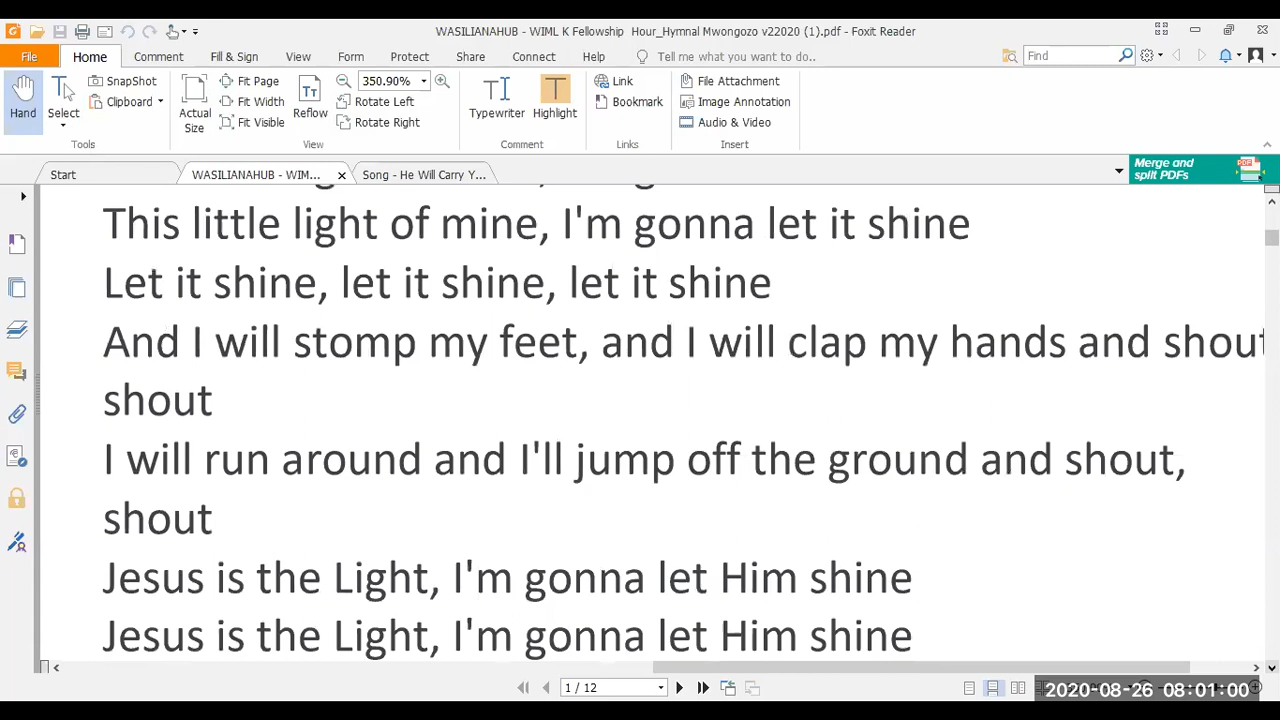 WASILIANAHUB - WIML K Fellowship Hour_Hymnal Mwongozo v22020 (1).pdf - Foxit Reader
File Home Comment Fill & Sign View Form Protect Share Connect Help Tell me what you want to do.. Find
Hand Select SnapShot Clipboard Actual Size Fit Page Fit Width Fit Visible Reflow 350.90% Rotate Left Rotate Right Typewriter Highlight Link Bookmark File Attachment Image Annotation Audio & Video
Tools View Comment Links Insert
Start WASILIANAHUB - WIM... Song - He Will Carry Y... Merge and split PDFs
This little light of mine, I'm gonna let it shine
Let it shine, let it shine, let it shine
And I will stomp my feet, and I will clap my hands and shout
shout
I will run around and I'll jump off the ground and shout,
shout
Jesus is the Light, I'm gonna let Him shine
Jesus is the Light, I'm gonna let Him shine
1 / 12
2020-08-26 08:01:00